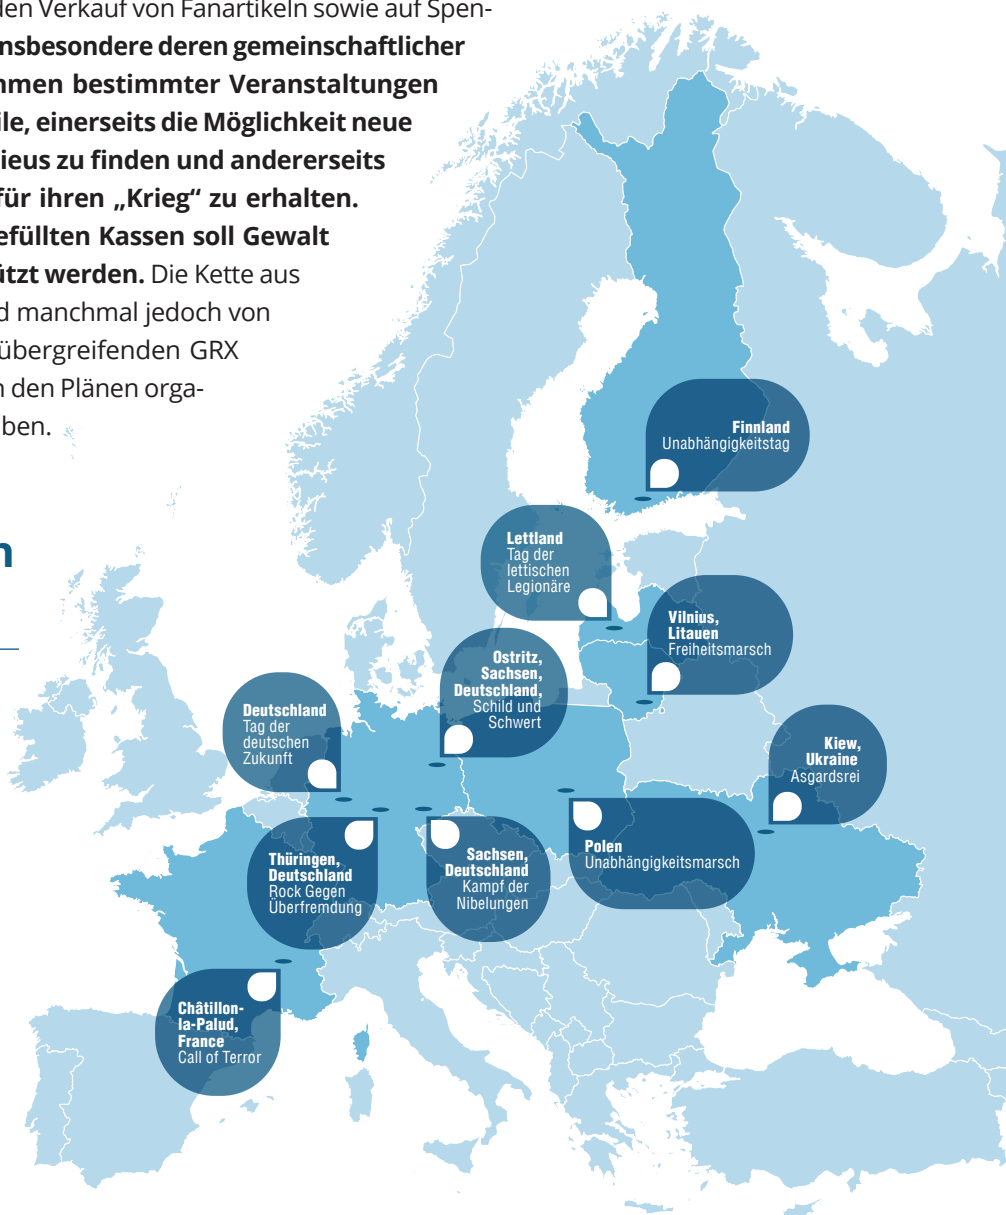 den Verkauf von Fanartikeln sowie auf Spen-
nsbesondere deren gemeinschaftlicher
men bestimmter Veranstaltungen
ile, einerseits die Möglichkeit neue
ieus zu finden und andererseits
für ihren „Krieg“ zu erhalten.
efüllten Kassen soll Gewalt
tzt werden. Die Kette aus
d manchmal jedoch von
übergreifenden GRX
n den Plänen orga-
ben.
n
Finnland
Unabhängigkeitstag
Lettland
Tag der
lettischen
Legionäre
Vilnius,
Litauen
Freiheitsmarsch
Ostritz,
Sachsen,
Deutschland,
Schild und
Schwert
Deutschland
Tag der
deutschen
Zukunft
Kiew,
Ukraine
Asgardsrei
Thüringen,
Deutschland
Rock Gegen
Überfremdung
Sachsen,
Deutschland
Kampf der
Nibelungen
Polen
Unabhängigkeitsmarsch
Châtillon-
la-Palud,
France
Call of Terror